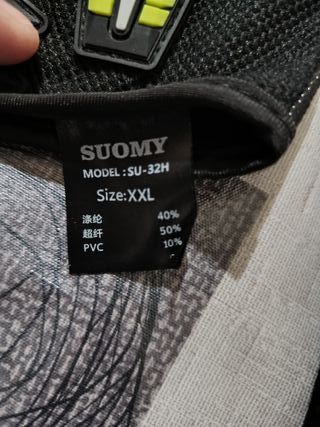 SUOMY
MODEL: SU-32H
Size:XXL
涤纶 40%
超纤 50%
PVC 10%